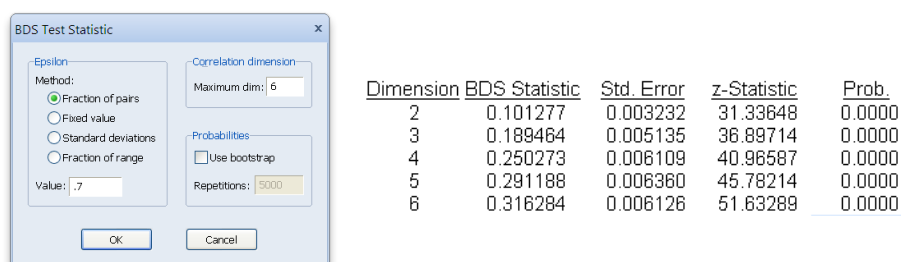 BDS Test Statistic x
Epsilon
Method:
Fraction of pairs
Fixed value
Standard deviations
Fraction of range
Value: .7
Correlation dimension
Maximum dim: 6
Probabilities
Use bootstrap
Repetitions: 5000
OK Cancel
Dimension BDS Statistic Std. Error z-Statistic Prob.
2 0.101277 0.003232 31.33648 0.0000
3 0.189464 0.005135 36.89714 0.0000
4 0.250273 0.006109 40.96587 0.0000
5 0.291188 0.006360 45.78214 0.0000
6 0.316284 0.006126 51.63289 0.0000